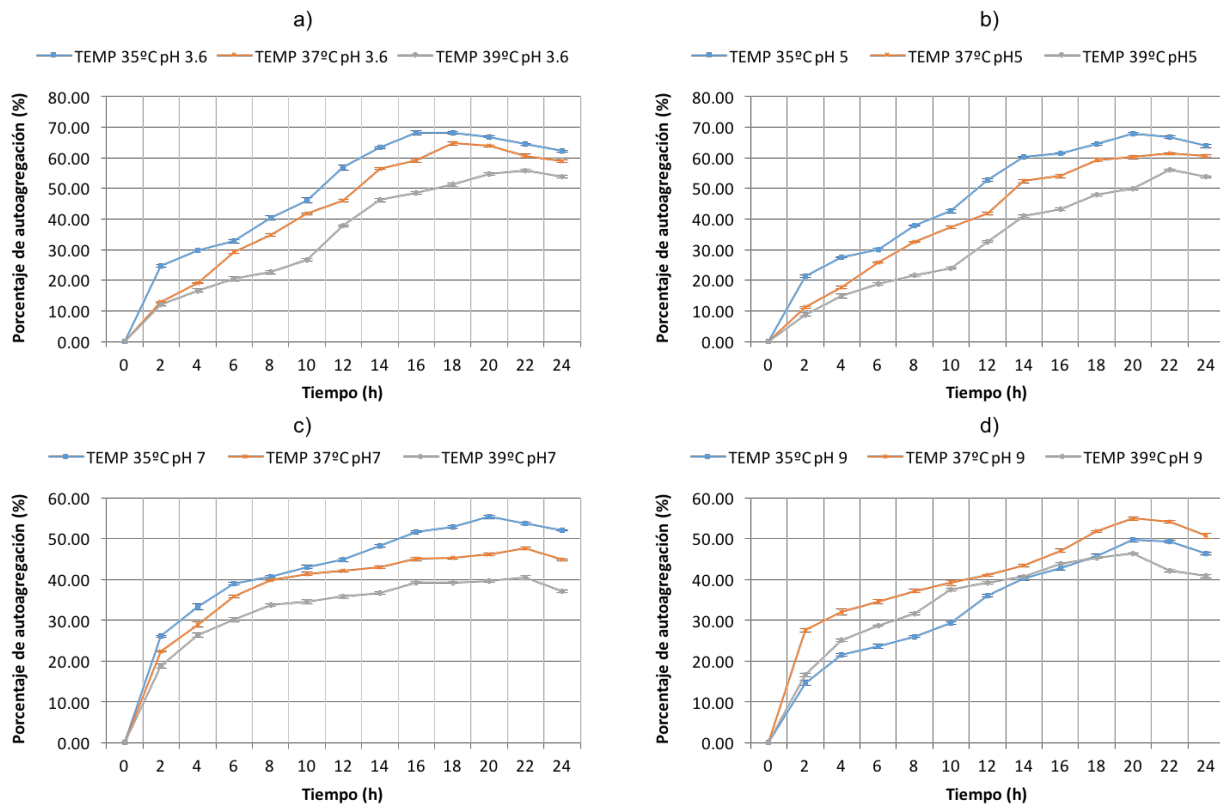 a)
TEMP 35ºC pH 3.6 TEMP 37ºC pH 3.6 TEMP 39ºC pH 3.6
Porcentaje de autoagregación (%)
80.00
70.00
60.00
50.00
40.00
30.00
20.00
10.00
0.00
0 2 4 6 8 10 12 14 16 18 20 22 24
Tiempo (h)
b)
TEMP 35ºC pH 5 TEMP 37ºC pH5 TEMP 39ºC pH5
Porcentaje de autoagregación (%)
80.00
70.00
60.00
50.00
40.00
30.00
20.00
10.00
0.00
0 2 4 6 8 10 12 14 16 18 20 22 24
Tiempo (h)
c)
TEMP 35ºC pH 7 TEMP 37ºC pH7 TEMP 39ºC pH7
Porcentaje de autoagregación (%)
60.00
50.00
40.00
30.00
20.00
10.00
0.00
0 2 4 6 8 10 12 14 16 18 20 22 24
Tiempo (h)
d)
TEMP 35ºC pH 9 TEMP 37ºC pH 9 TEMP 39ºC pH 9
Porcentaje de autoagregación (%)
60.00
50.00
40.00
30.00
20.00
10.00
0.00
0 2 4 6 8 10 12 14 16 18 20 22 24
Tiempo (h)